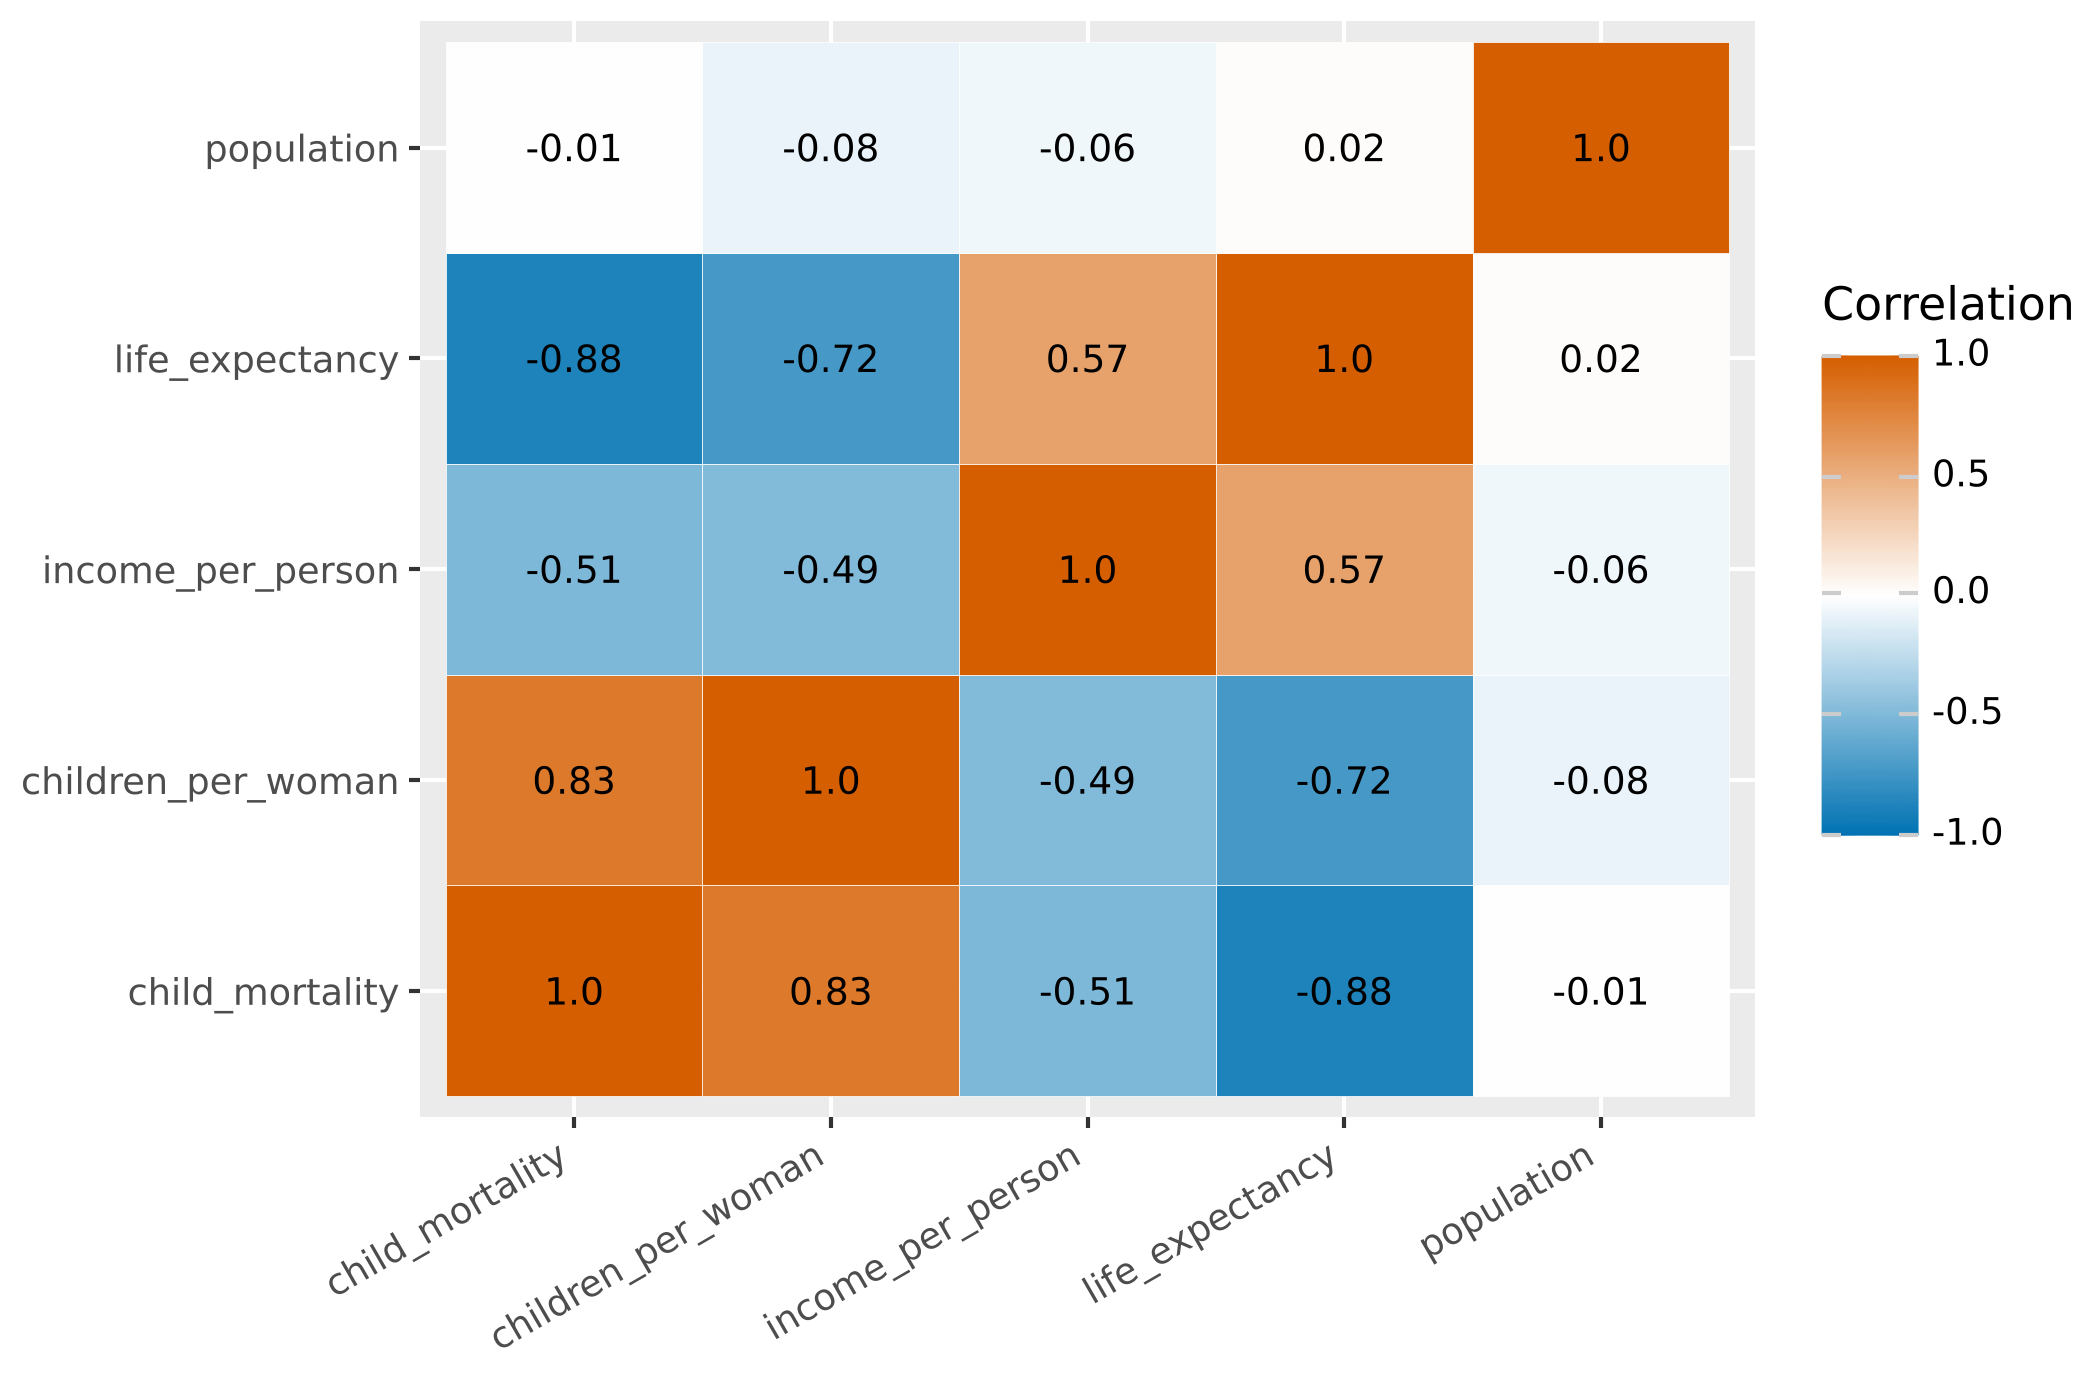 population -0.01 -0.08 -0.06 0.02 1.0
life_expectancy -0.88 -0.72 0.57 1.0 0.02
income_per_person -0.51 -0.49 1.0 0.57 -0.06
children_per_woman 0.83 1.0 -0.49 -0.72 -0.08
child_mortality 1.0 0.83 -0.51 -0.88 -0.01
child_mortality
children_per_woman
income_per_person
life_expectancy
population
Correlation
1.0
0.5
0.0
-0.5
-1.0